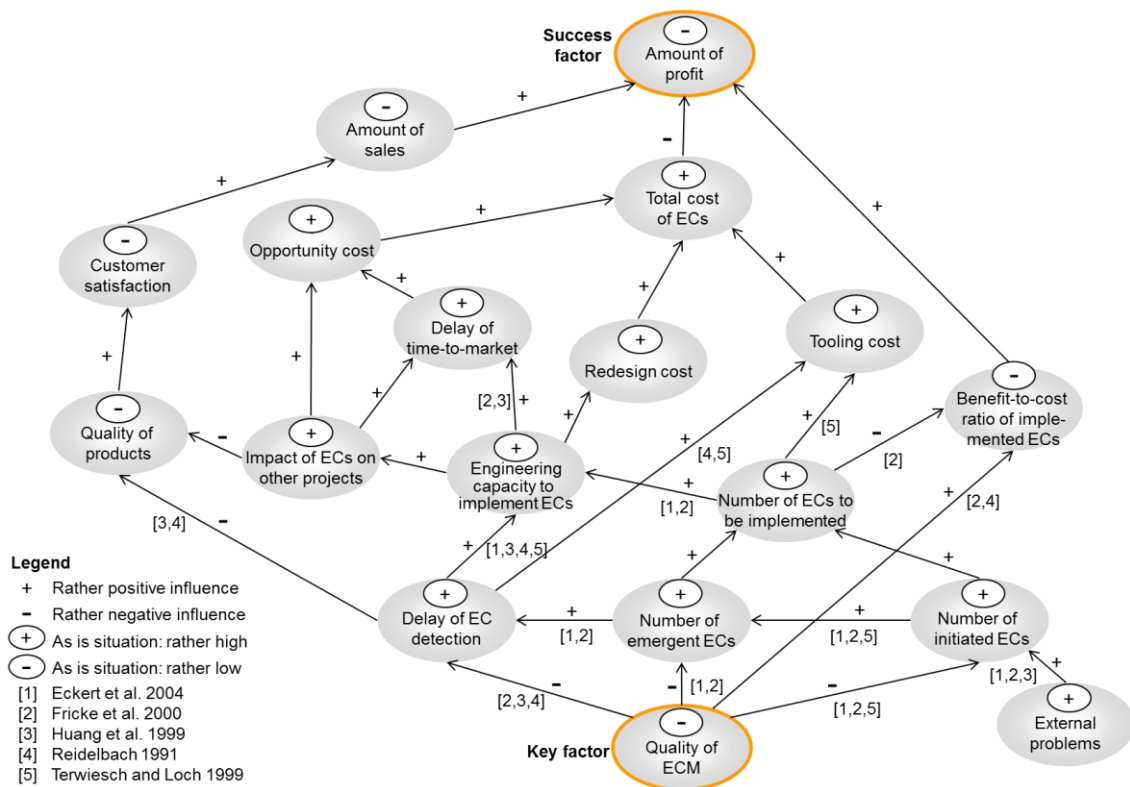 Success
factor
–
Amount of
profit
+
–
Amount of
sales
–
+
+
Total cost
of ECs
+
+
Opportunity cost
+
–
Customer
satisfaction
+
+
+
+
+
Delay of
time-to-market
+
Tooling cost
+
Redesign cost
+
+
+
[2,3] +
+
+
[5]
–
Benefit-to-cost
ratio of imple-
mented ECs
–
Quality of
products
–
+
Impact of ECs on
other projects
+
+
Engineering
capacity to
implement ECs
+
[4,5]
–
[2]
+
Number of ECs to
be implemented
+
[1,2]
+
[2,4]
[3,4]
–
+
[1,3,4,5]
+
+
Legend
+ Rather positive influence
– Rather negative influence
+ As is situation: rather high
– As is situation: rather low
[1] Eckert et al. 2004
[2] Fricke et al. 2000
[3] Huang et al. 1999
[4] Reidelbach 1991
[5] Terwiesch and Loch 1999
+
Delay of EC
detection
+
[1,2]
+
Number of
emergent ECs
+
[1,2,5]
+
Number of
initiated ECs
–
[2,3,4]
–
[1,2]
–
[1,2,5]
[1,2,3]
+
+
External
problems
Key factor
–
Quality of
ECM